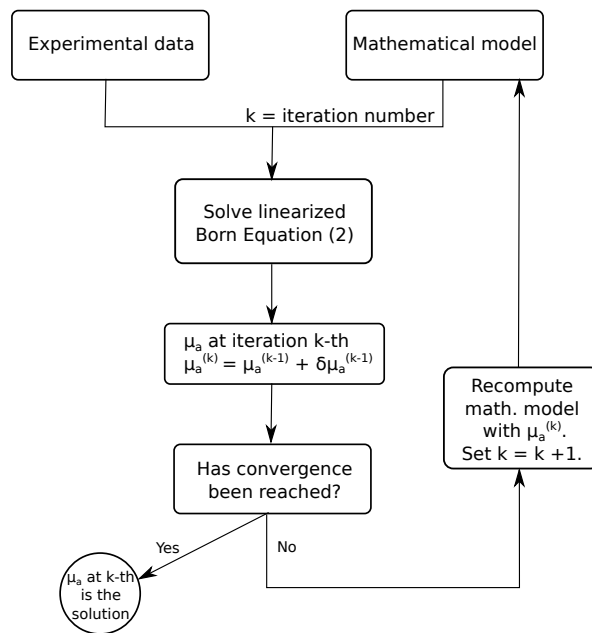 Experimental data
Mathematical model
k = iteration number
Solve linearized
Born Equation (2)
μₐ at iteration k-th
μₐ⁽ᵏ⁾ = μₐ⁽ᵏ⁻¹⁾ + δμₐ⁽ᵏ⁻¹⁾
Recompute
math. model
with μₐ⁽ᵏ⁾.
Set k = k +1.
Has convergence
been reached?
Yes
No
μₐ at k-th
is the
solution